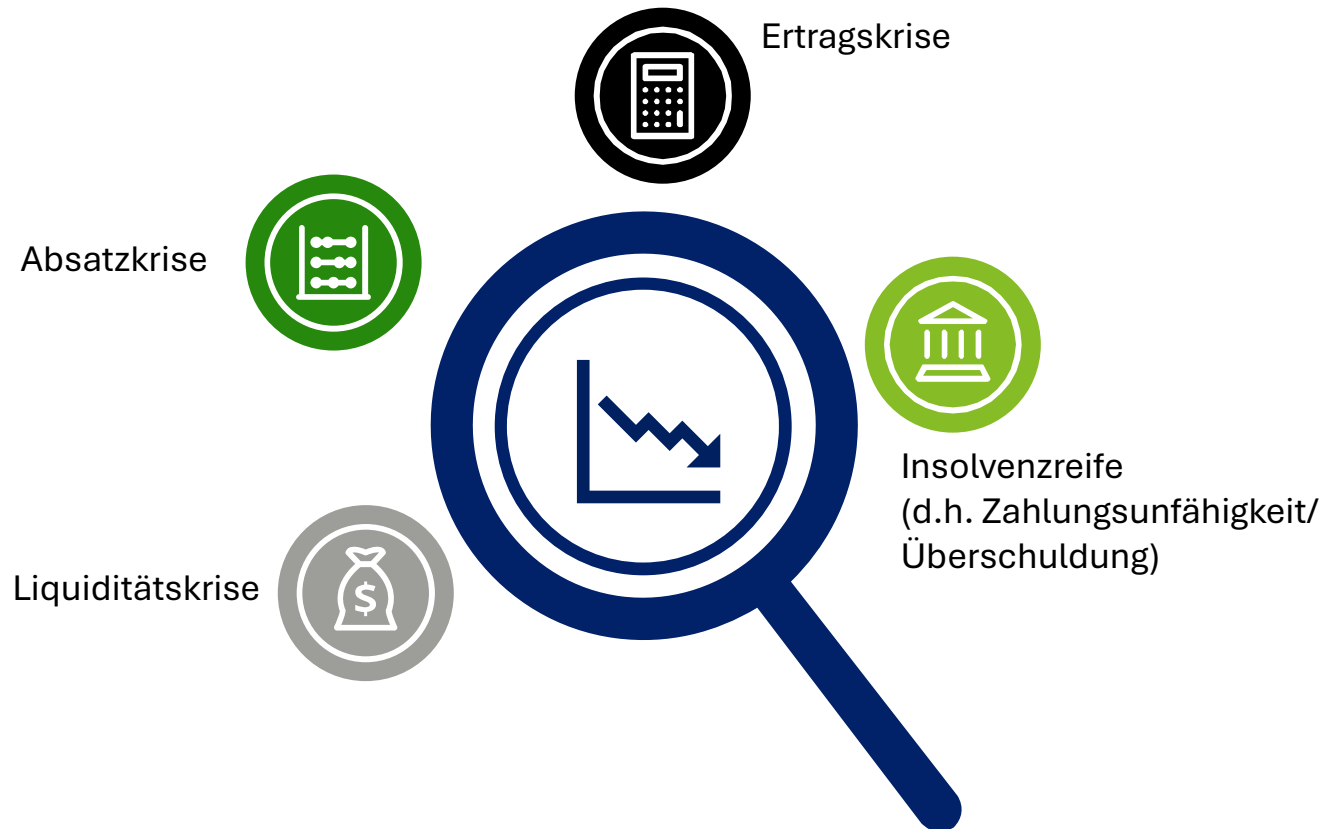 Ertragskrise
Absatzkrise
Insolvenzreife
(d.h. Zahlungsunfähigkeit/
Überschuldung)
Liquiditätskrise
$